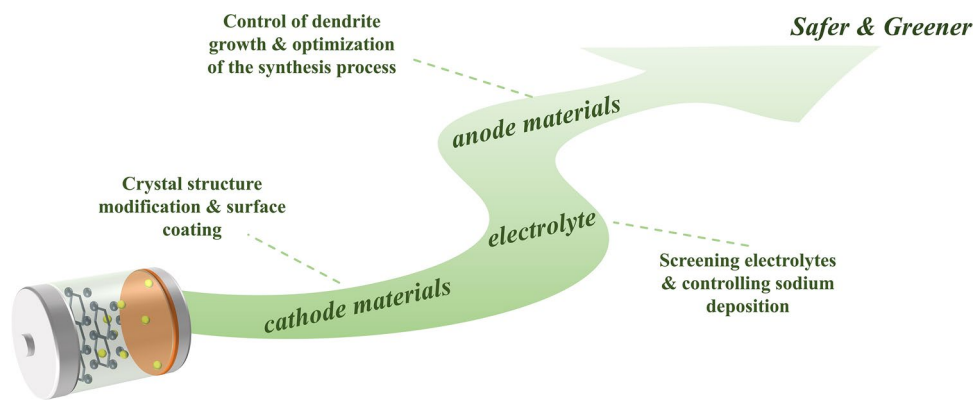 Safer & Greener
Control of dendrite
growth & optimization
of the synthesis process
anode materials
Crystal structure
modification & surface
coating
electrolyte
Screening electrolytes
& controlling sodium
deposition
cathode materials